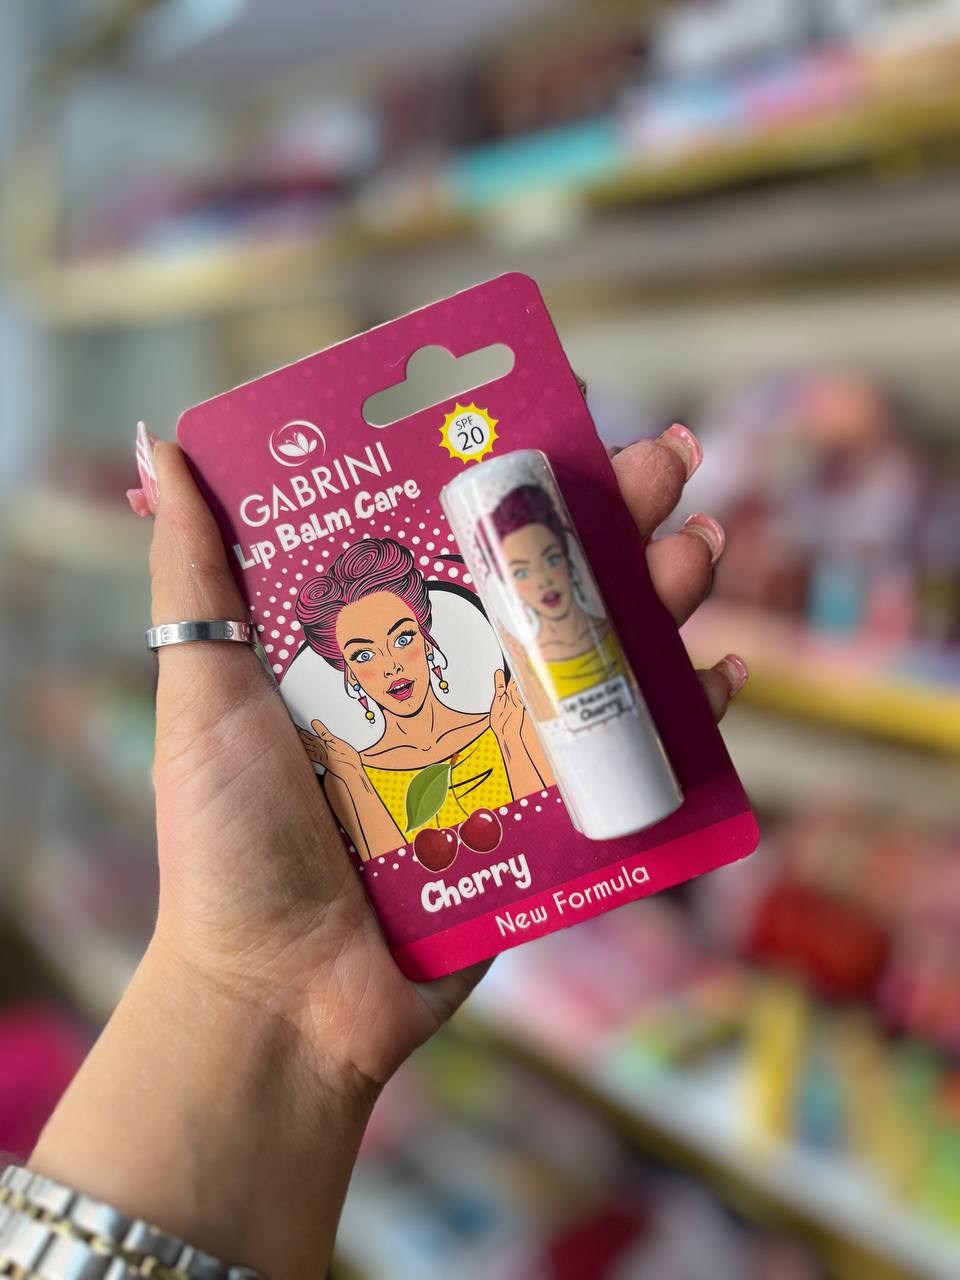 SPF
20
GABRINI
Lip Balm Care
Lip Balm Care
Cherry
Cherry
New Formula